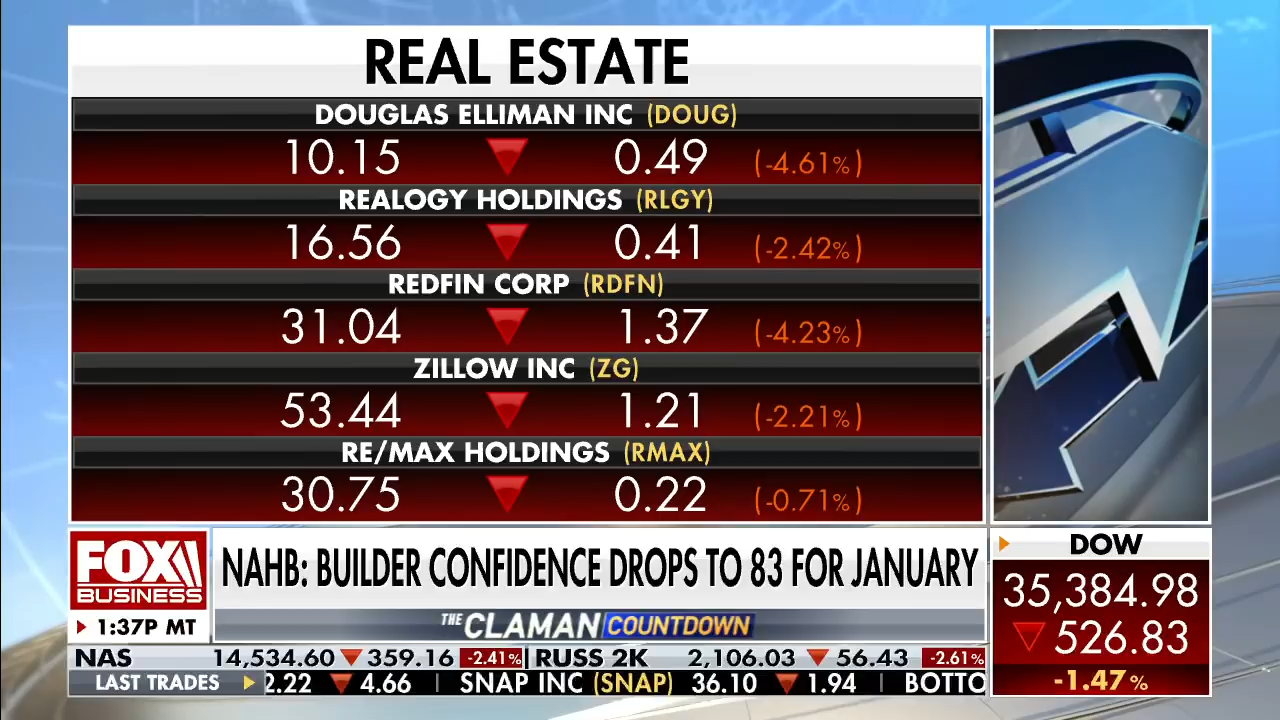 REAL ESTATE
DOUGLAS ELLIMAN INC (DOUG)
10.15 ▼ 0.49 (-4.61%)
REALOGY HOLDINGS (RLGY)
16.56 ▼ 0.41 (-2.42%)
REDFIN CORP (RDFN)
31.04 ▼ 1.37 (-4.23%)
ZILLOW INC (ZG)
53.44 ▼ 1.21 (-2.21%)
RE/MAX HOLDINGS (RMAX)
30.75 ▼ 0.22 (-0.71%)
FOX
BUSINESS
1:37P MT
NAHB: BUILDER CONFIDENCE DROPS TO 83 FOR JANUARY
THE CLAMAN COUNTDOWN
DOW
35,384.98
▼ 526.83
-1.47%
NAS 14,534.60 ▼ 359.16 -2.41% RUSS 2K 2,106.03 ▼ 56.43 -2.61%
LAST TRADES 2.22 ▼ 4.66 | SNAP INC (SNAP) 36.10 ▼ 1.94 | BOTTO